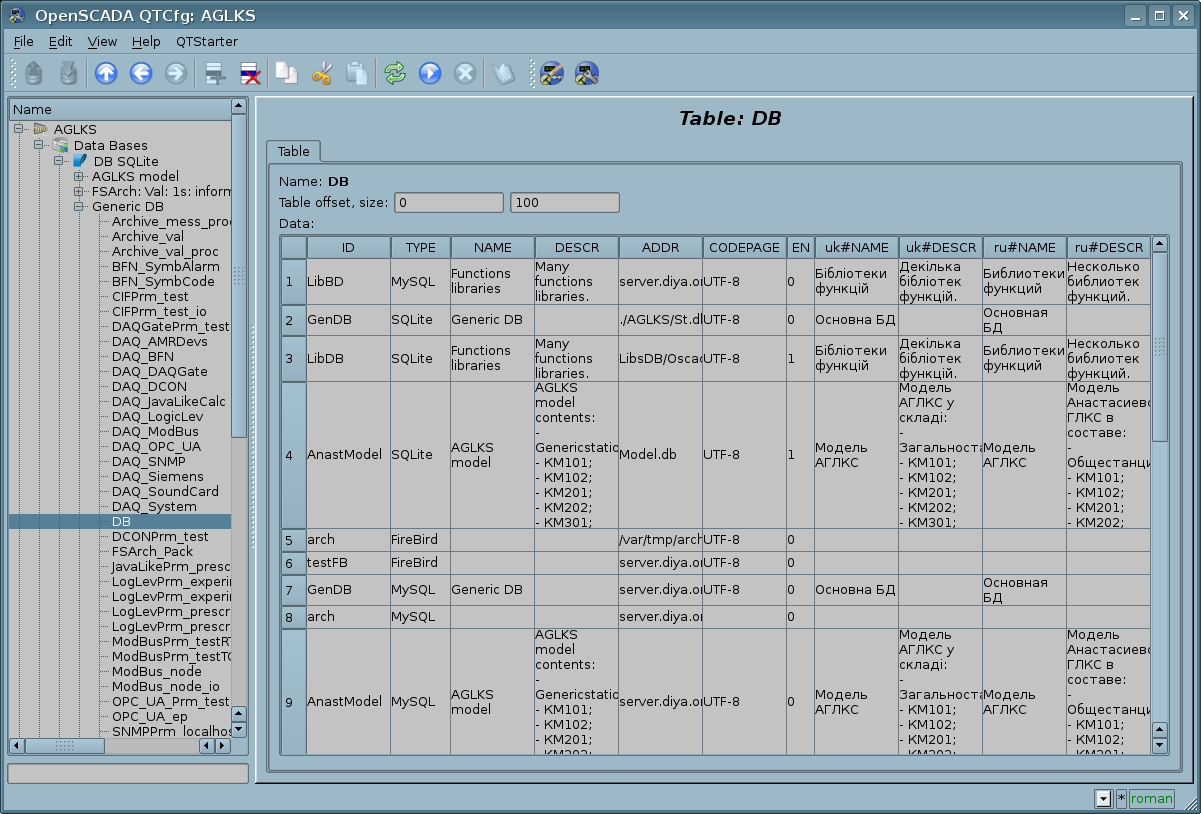 OpenSCADA QTCfg: AGLKS
File Edit View Help QTStarter
Name
AGLKS
Data Bases
DB SQLite
AGLKS model
FSArch: Val: 1s: inform
Generic DB
Archive_mess_proc
Archive_val
Archive_val_proc
BFN_SymbAlarm
BFN_SymbCode
CIFPrm_test
CIFPrm_test_io
DAQGatePrm_test
DAQ_AMRDevs
DAQ_BFN
DAQ_DAQGate
DAQ_DCON
DAQ_JavaLikeCalc
DAQ_LogicLev
DAQ_ModBus
DAQ_OPC_UA
DAQ_SNMP
DAQ_Siemens
DAQ_SoundCard
DAQ_System
DB
DCONPrm_test
FSArch_Pack
JavaLikePrm_presc
LogLevPrm_experi
LogLevPrm_experi
LogLevPrm_prescr
LogLevPrm_prescr
ModBusPrm_testR
ModBusPrm_testTC
ModBus_node
ModBus_node_io
OPC_UA_Prm_test
OPC_UA_ep
SNMPPrm_localhos
Table: DB
Table
Name: DB
Table offset, size: 0 100
Data:
ID TYPE NAME DESCR ADDR CODEPAGE EN uk#NAME uk#DESCR ru#NAME ru#DESCR
1 LibBD MySQL Functions libraries Many functions libraries. server.diya.or UTF-8 0 Бібліотеки функцій Декілька бібліотек функцій. Библиотеки функций Несколько библиотек функций.
2 GenDB SQLite Generic DB ./AGLKS/St.d UTF-8 0 Основна БД Основная БД
3 LibDB SQLite Functions libraries Many functions libraries. LibsDB/Osca UTF-8 1 Бібліотеки функцій Декілька бібліотек функцій. Библиотеки функций Несколько библиотек функций.
4 AnastModel SQLite AGLKS model AGLKS model contents: - Genericstatic - KM101; - KM102; - KM201; - KM202; - KM301; Model.db UTF-8 1 Модель АГЛКС Модель АГЛКС у складі: - Загальноста - KM101; - KM102; - KM201; - KM202; - KM301; Модель АГЛКС Модель Анастасиевс ГЛКС в составе: - Общестанци - KM101; - KM102; - KM201; - KM202;
5 arch FireBird /var/tmp/arch UTF-8 0
6 testFB FireBird server.diya.or UTF-8 0
7 GenDB MySQL Generic DB server.diya.or UTF-8 0 Основна БД Основная БД
8 arch MySQL server.diya.or 0
9 AnastModel MySQL AGLKS model AGLKS model contents: - Genericstatic - KM101; - KM102; - KM201; - KM202; server.diya.or UTF-8 0 Модель АГЛКС Модель АГЛКС у складі: - Загальноста - KM101; - KM102; - KM201; - KM202; Модель АГЛКС Модель Анастасиевс ГЛКС в составе: - Общестанци - KM101; - KM102; - KM201;
* roman